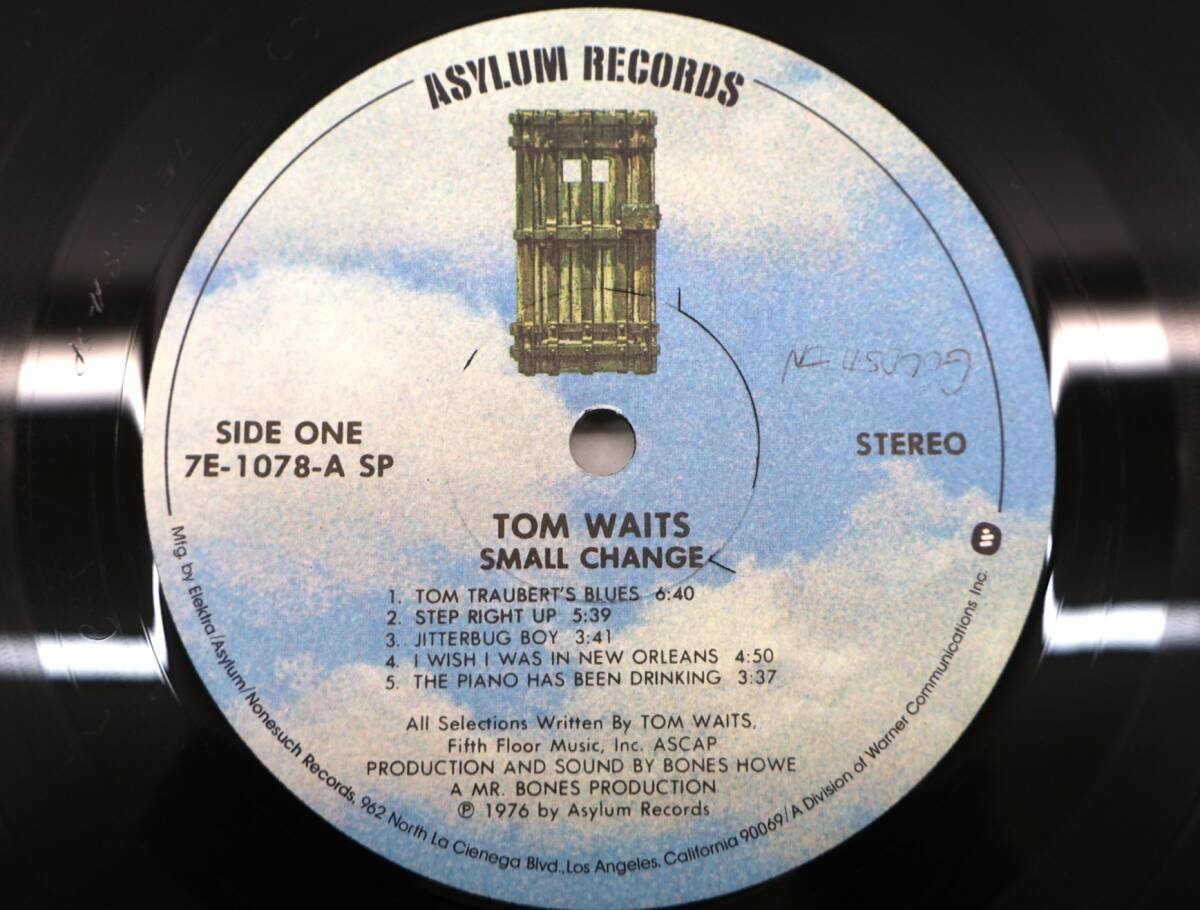 ASYLUM RECORDS
SIDE ONE
7E-1078-A SP
STEREO
TOM WAITS
SMALL CHANGE
1. TOM TRAUBERT'S BLUES 6:40
2. STEP RIGHT UP 5:39
3. JITTERBUG BOY 3:41
4. I WISH I WAS IN NEW ORLEANS 4:50
5. THE PIANO HAS BEEN DRINKING 3:37
All Selections Written By TOM WAITS,
Fifth Floor Music, Inc. ASCAP
PRODUCTION AND SOUND BY BONES HOWE
A MR. BONES PRODUCTION
℗ 1976 by Asylum Records
Mfg. by Elektra/Asylum/Nonesuch Records, 962 North La Cienega Blvd., Los Angeles, California 90069/A Division of Warner Communications Inc.